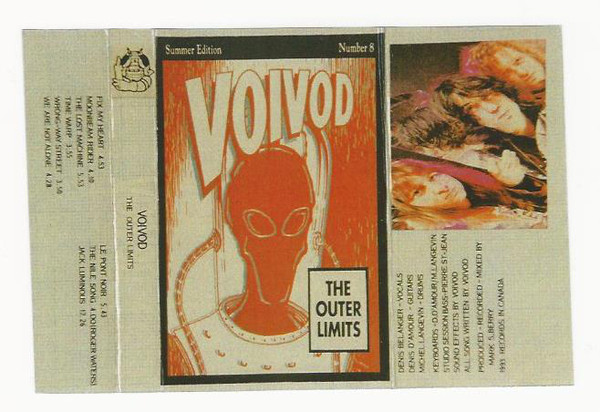 FIX MY HEART 4.53
MOONBEAM RIDER 4.10
THE LOST MACHINE 5.53
TIME WARP 3.55
WRONG-WAY STREET 3.50
WE ARE NOT ALONE 4.28
LE PONT NOIR 5.43
THE NILE SONG 4.00 (ROGER WATERS)
JACK LUMINOUS 17.26
VOIVOD
THE OUTER LIMITS
Summer Edition
Number 8
VOIVOD
THE
OUTER
LIMITS
DENIS BELANGER - VOCALS
DENIS D'AMOUR - GUITARS
MICHEL LANGEVIN - DRUMS
KEYBOARDS - D.D'AMOUR/M.LANGEVIN
STUDIO SESSION BASS-PIERRE ST-JEAN
SOUND EFFECTS BY VOIVOD
ALL SONG WRITTEN BY VOIVOD
PRODUCED - RECORDED - MIXED BY
MARK S.BERRY
1993 RECORDS IN CANADA